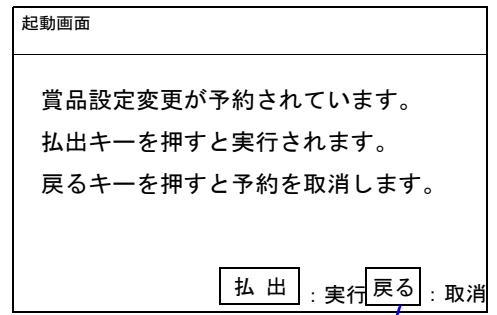 起動画面
賞品設定変更が予約されています。
払出キーを押すと実行されます。
戻るキーを押すと予約を取消します。
払 出 ：実行 戻る ：取消